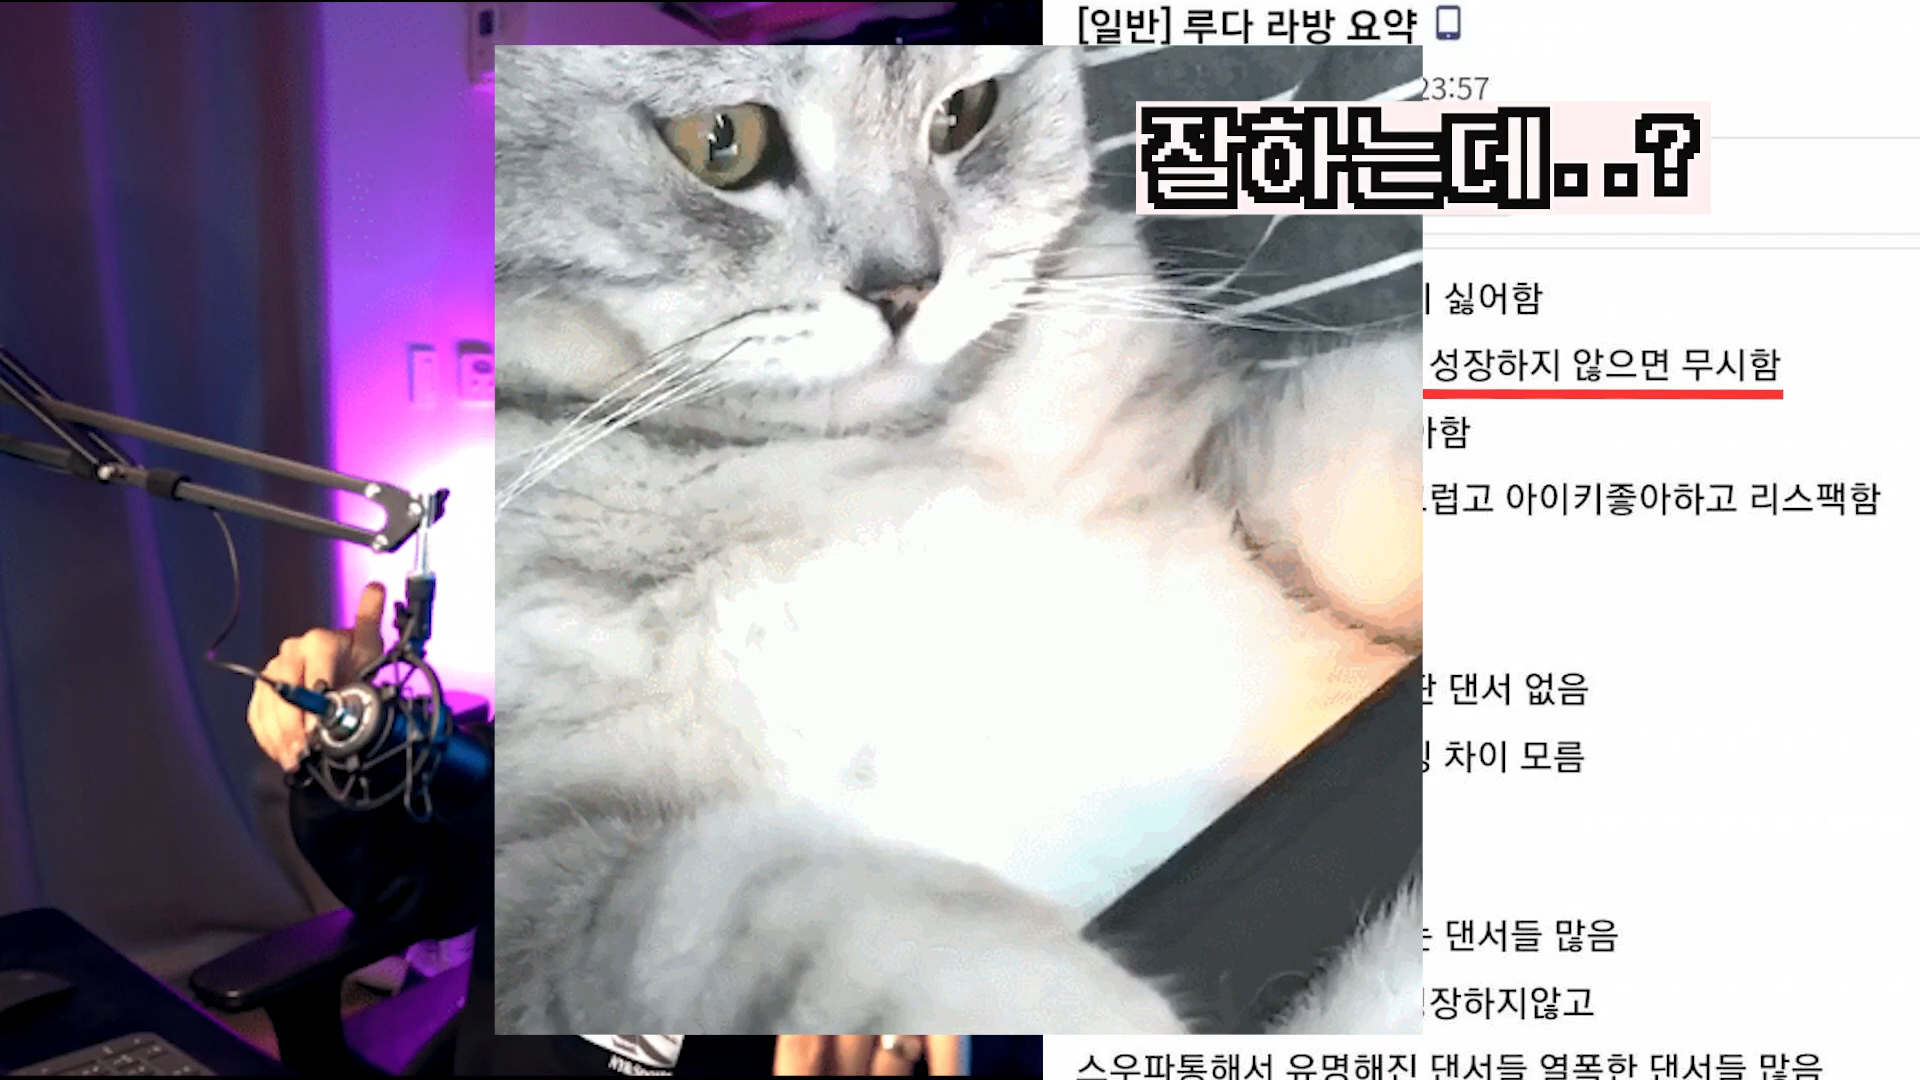 [일반] 루다 라방 요약
23:57
잘하는데..?
싫어함
성장하지 않으면 무시함
럽고 아이키좋아하고 리스팩함
댄서 없음
차이 모름
댄서들 많음
장하지않고
스우파통해서 유명해진 댄서들 열폭한 댄서들 많음